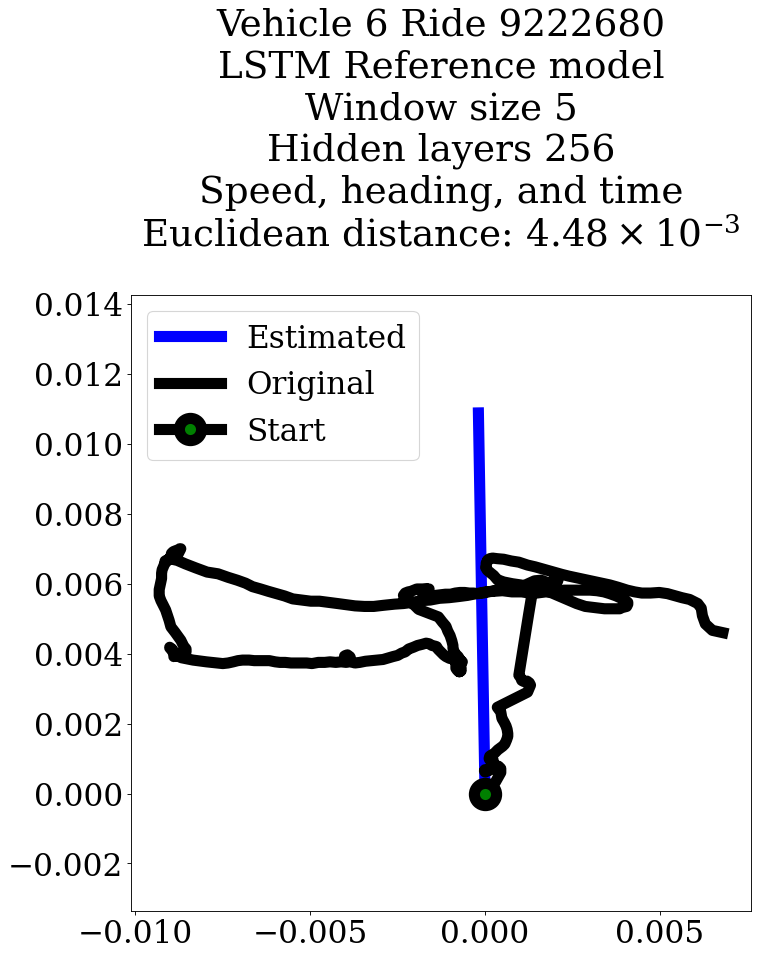 Vehicle 6 Ride 9222680
LSTM Reference model
Window size 5
Hidden layers 256
Speed, heading, and time
Euclidean distance: 4.48 × 10⁻³
0.014
0.012
0.010
0.008
0.006
0.004
0.002
0.000
−0.002
Estimated
Original
Start
−0.010 −0.005 0.000 0.005